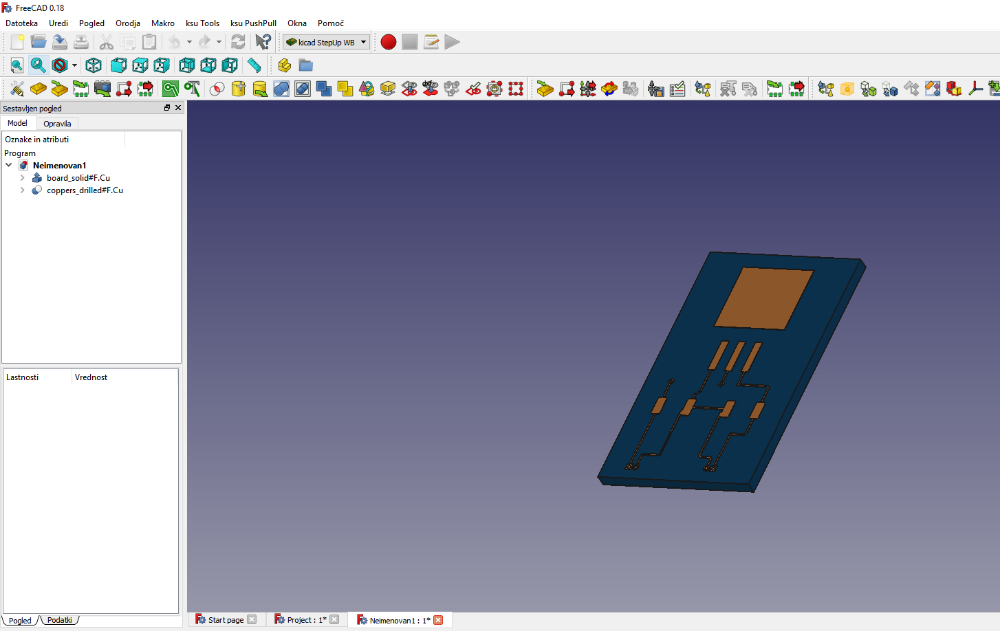 FreeCAD 0.18
Datoteka Uredi Pogled Orodja Makro ksu Tools ksu PushPull Okna Pomoč
kicad StepUp WB
Sestavljen pogled
Model Opravila
Oznake in atributi
Program
Neimenovan1
board_solid#F.Cu
coppers_drilled#F.Cu
Lastnosti Vrednost
Pogled Podatki
Start page Project : 1* Neimenovan1 : 1*